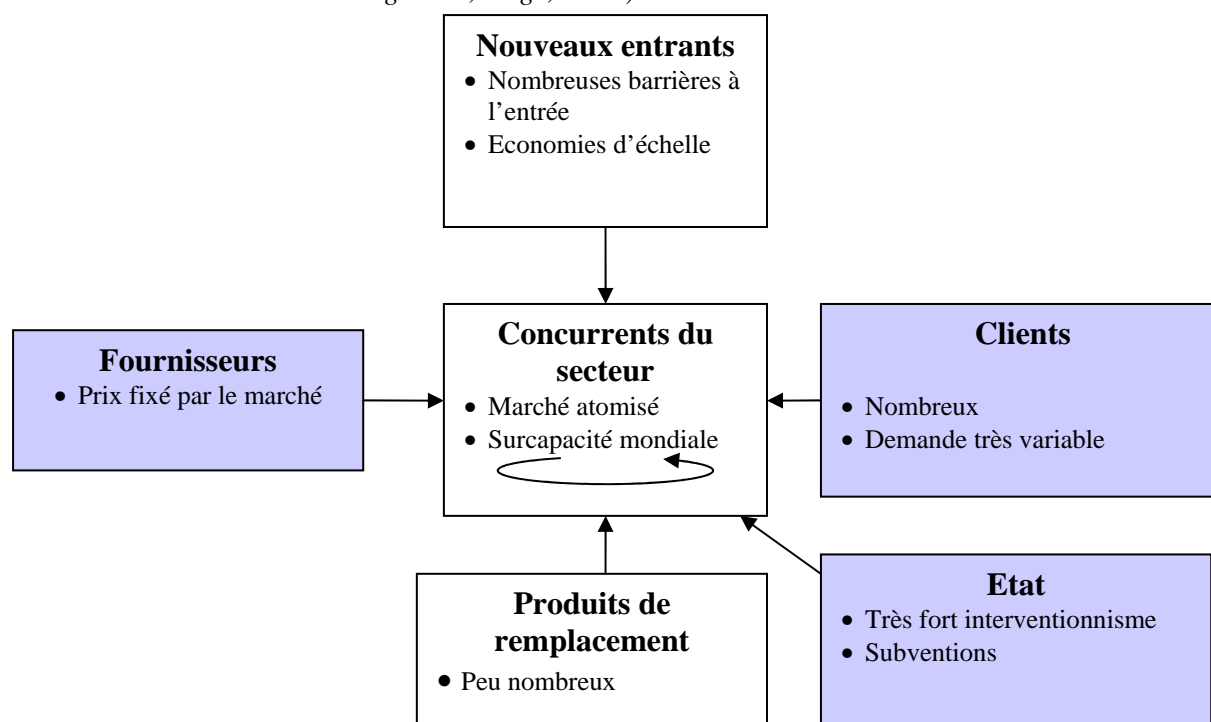 Nouveaux entrants
• Nombreuses barrières à
l’entrée
• Economies d’échelle
Fournisseurs
• Prix fixé par le marché
Concurrents du
secteur
• Marché atomisé
• Surcapacité mondiale
Clients
• Nombreux
• Demande très variable
Produits de
remplacement
• Peu nombreux
Etat
• Très fort interventionnisme
• Subventions